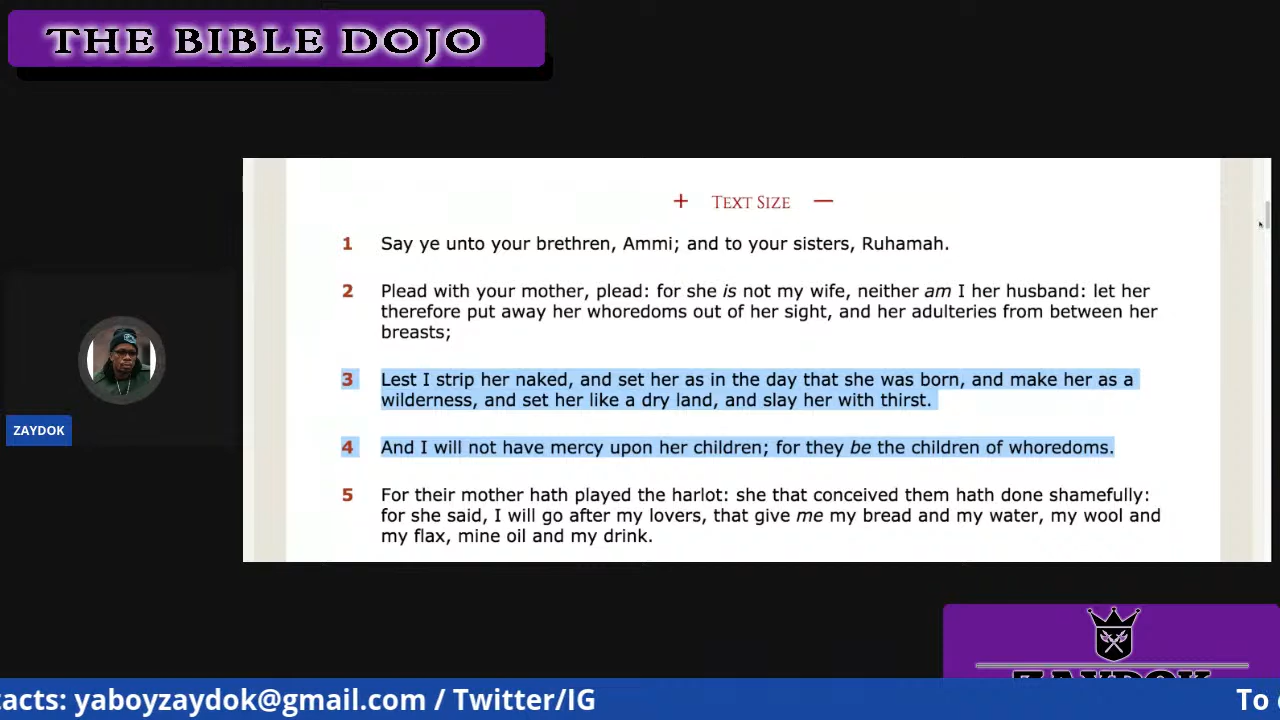 THE BIBLE DOJO
+ TEXT SIZE —
1 Say ye unto your brethren, Ammi; and to your sisters, Ruhamah.
2 Plead with your mother, plead: for she is not my wife, neither am I her husband: let her
therefore put away her whoredoms out of her sight, and her adulteries from between her
breasts;
3 Lest I strip her naked, and set her as in the day that she was born, and make her as a
wilderness, and set her like a dry land, and slay her with thirst.
4 And I will not have mercy upon her children; for they be the children of whoredoms.
5 For their mother hath played the harlot: she that conceived them hath done shamefully:
for she said, I will go after my lovers, that give me my bread and my water, my wool and
my flax, mine oil and my drink.
ZAYDOK
ZAYDOK
tacts: yaboyzaydok@gmail.com / Twitter/IG
To